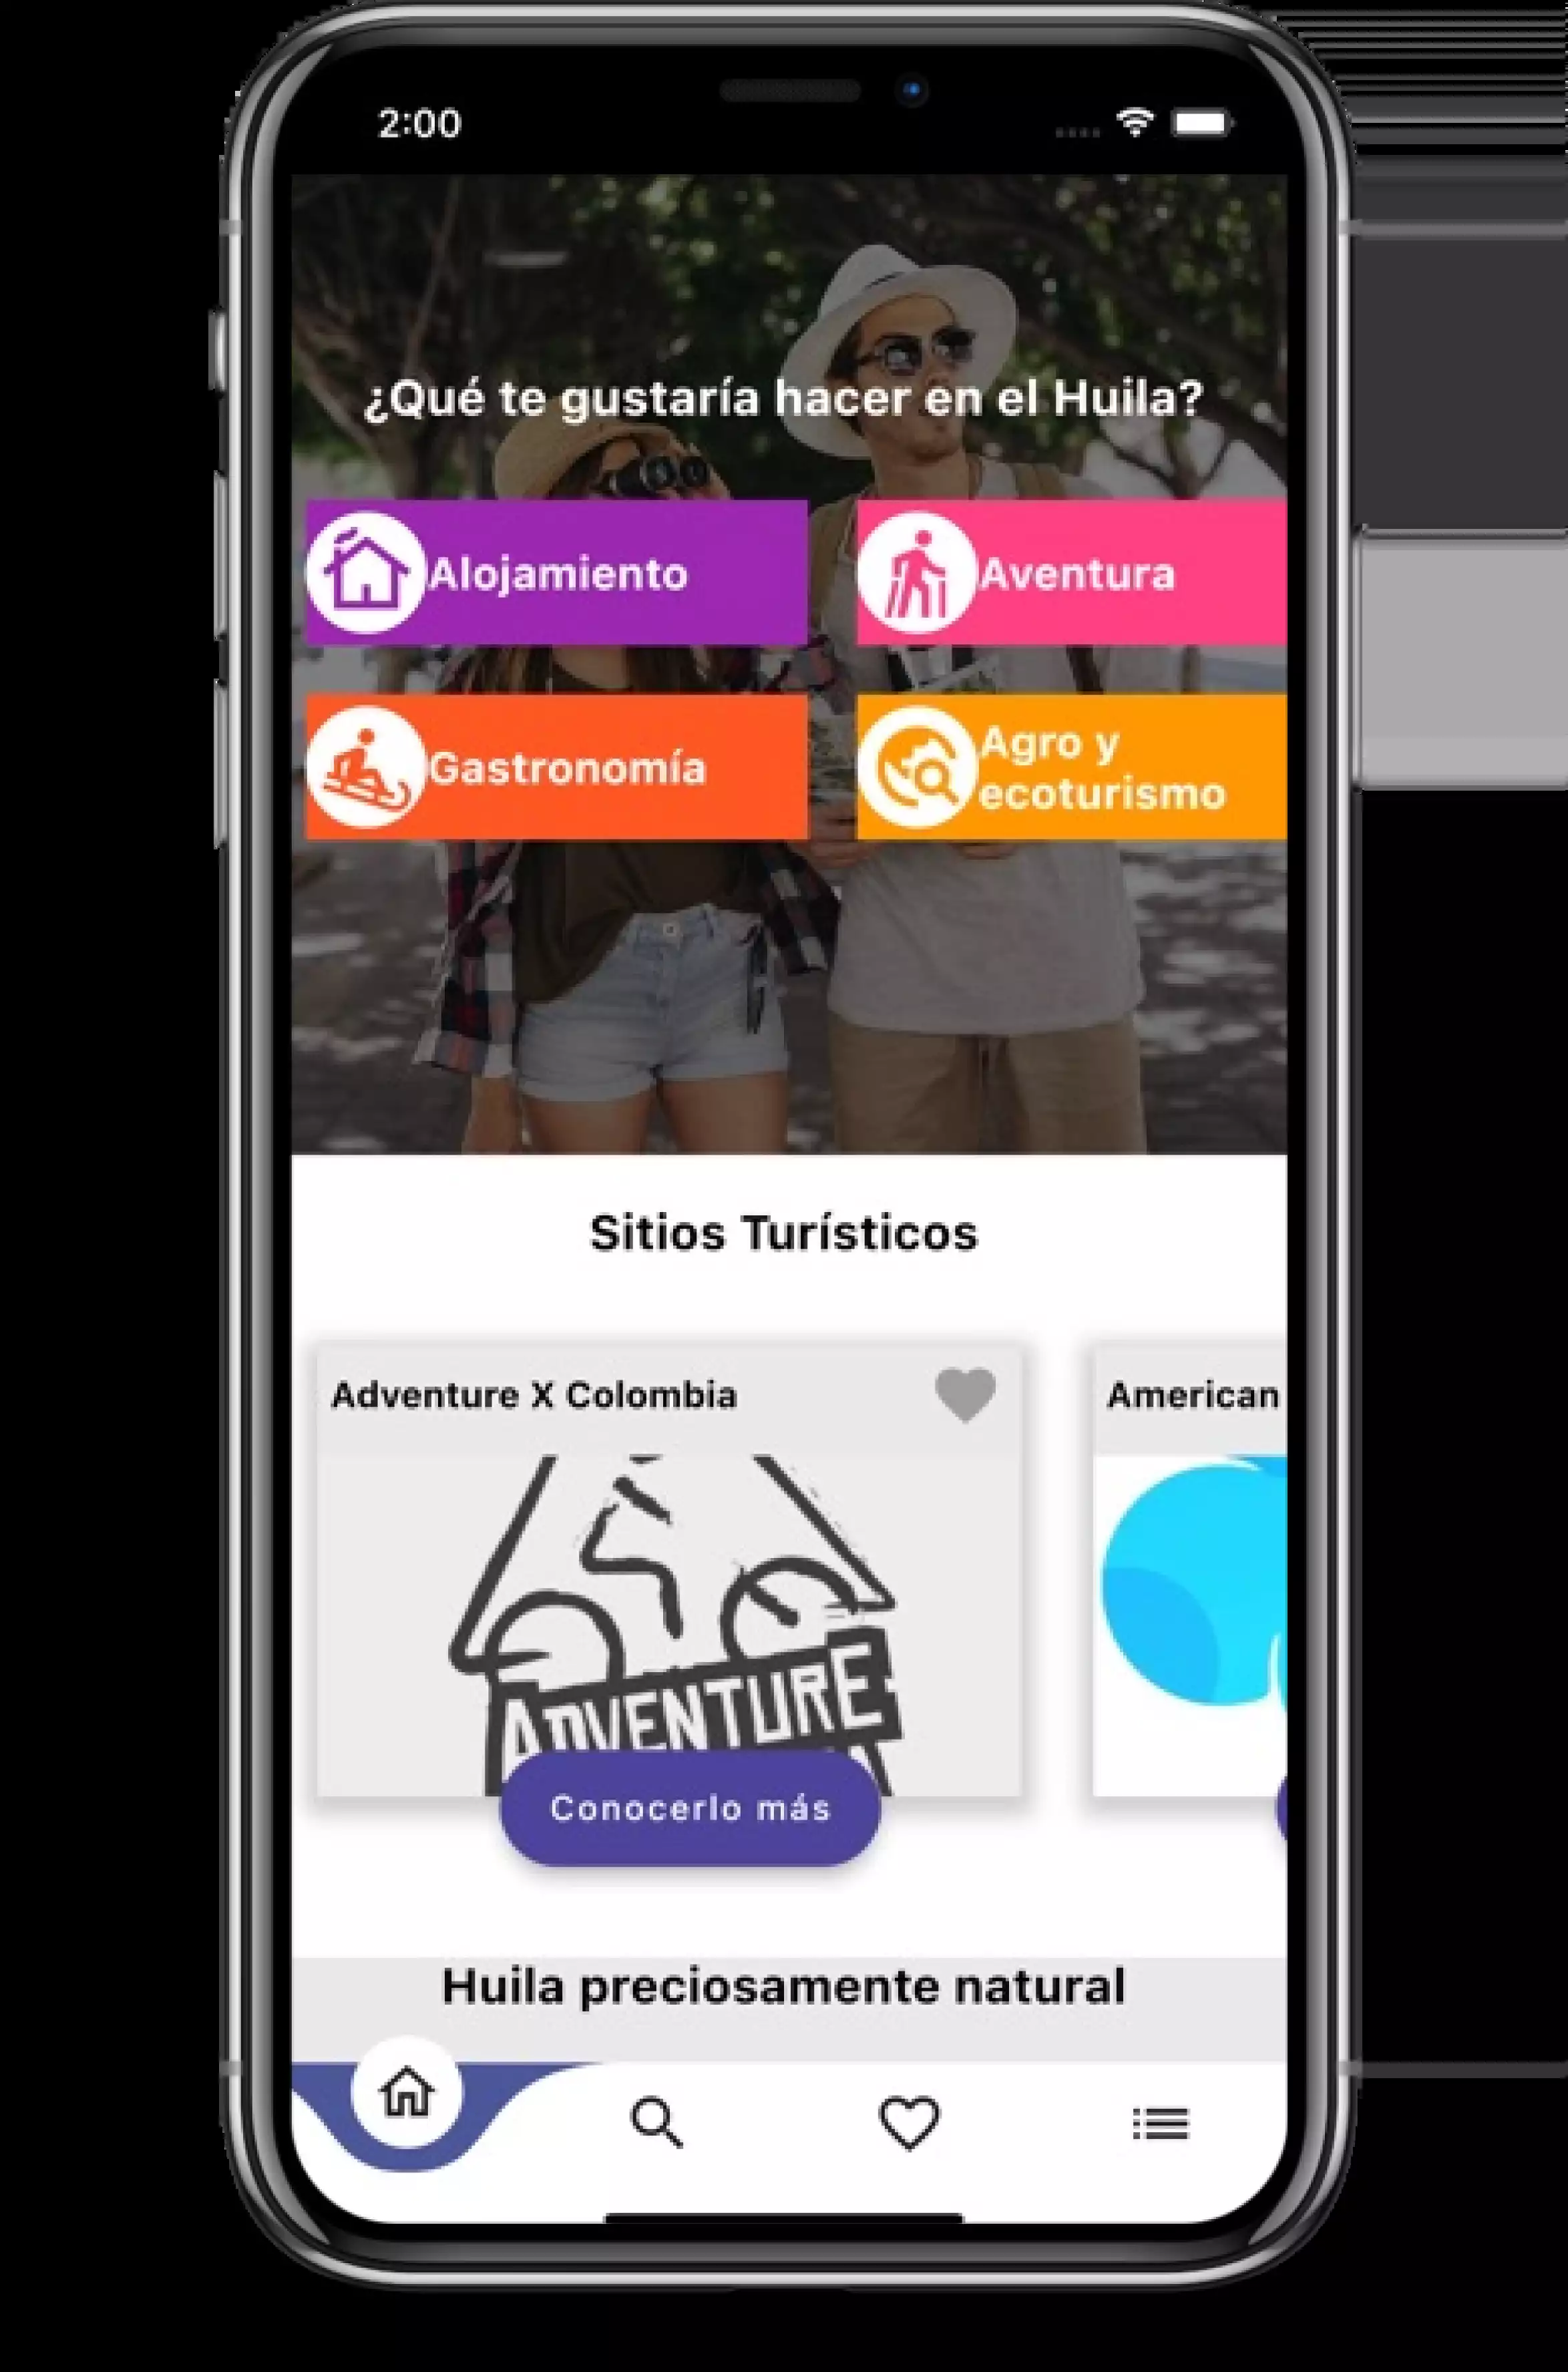 2:00
¿Qué te gustaría hacer en el Huila?
Alojamiento
Aventura
Gastronomía
Agro y
ecoturismo
Sitios Turísticos
Adventure X Colombia
American
ADVENTURE
Conocerlo más
Huila preciosamente natural